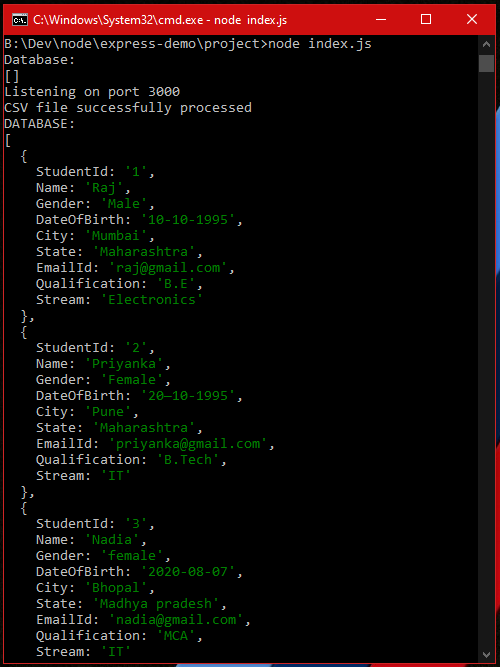 C:\Windows\System32\cmd.exe - node index.js
B:\Dev\node\express-demo\project>node index.js
Database:
[]
Listening on port 3000
CSV file successfully processed
DATABASE:
[
  {
    StudentId: '1',
    Name: 'Raj',
    Gender: 'Male',
    DateOfBirth: '10-10-1995',
    City: 'Mumbai',
    State: 'Maharashtra',
    EmailId: 'raj@gmail.com',
    Qualification: 'B.E',
    Stream: 'Electronics'
  },
  {
    StudentId: '2',
    Name: 'Priyanka',
    Gender: 'Female',
    DateOfBirth: '20—10-1995',
    City: 'Pune',
    State: 'Maharashtra',
    EmailId: 'priyanka@gmail.com',
    Qualification: 'B.Tech',
    Stream: 'IT'
  },
  {
    StudentId: '3',
    Name: 'Nadia',
    Gender: 'female',
    DateOfBirth: '2020-08-07',
    City: 'Bhopal',
    State: 'Madhya pradesh',
    EmailId: 'nadia@gmail.com',
    Qualification: 'MCA',
    Stream: 'IT'